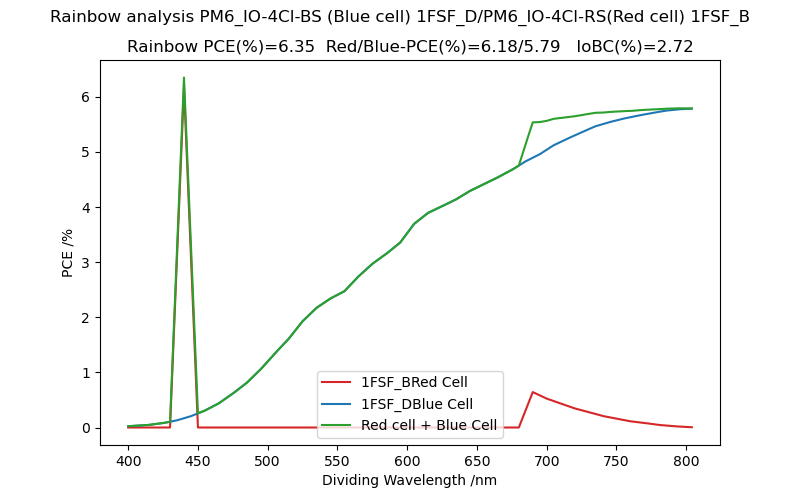 Rainbow analysis PM6_IO-4Cl-BS (Blue cell) 1FSF_D/PM6_IO-4Cl-RS(Red cell) 1FSF_B
Rainbow PCE(%)=6.35  Red/Blue-PCE(%)=6.18/5.79   IoBC(%)=2.72
6
5
4
3
2
1
0
PCE /%
1FSF_BRed Cell
1FSF_DBlue Cell
Red cell + Blue Cell
400 450 500 550 600 650 700 750 800
Dividing Wavelength /nm